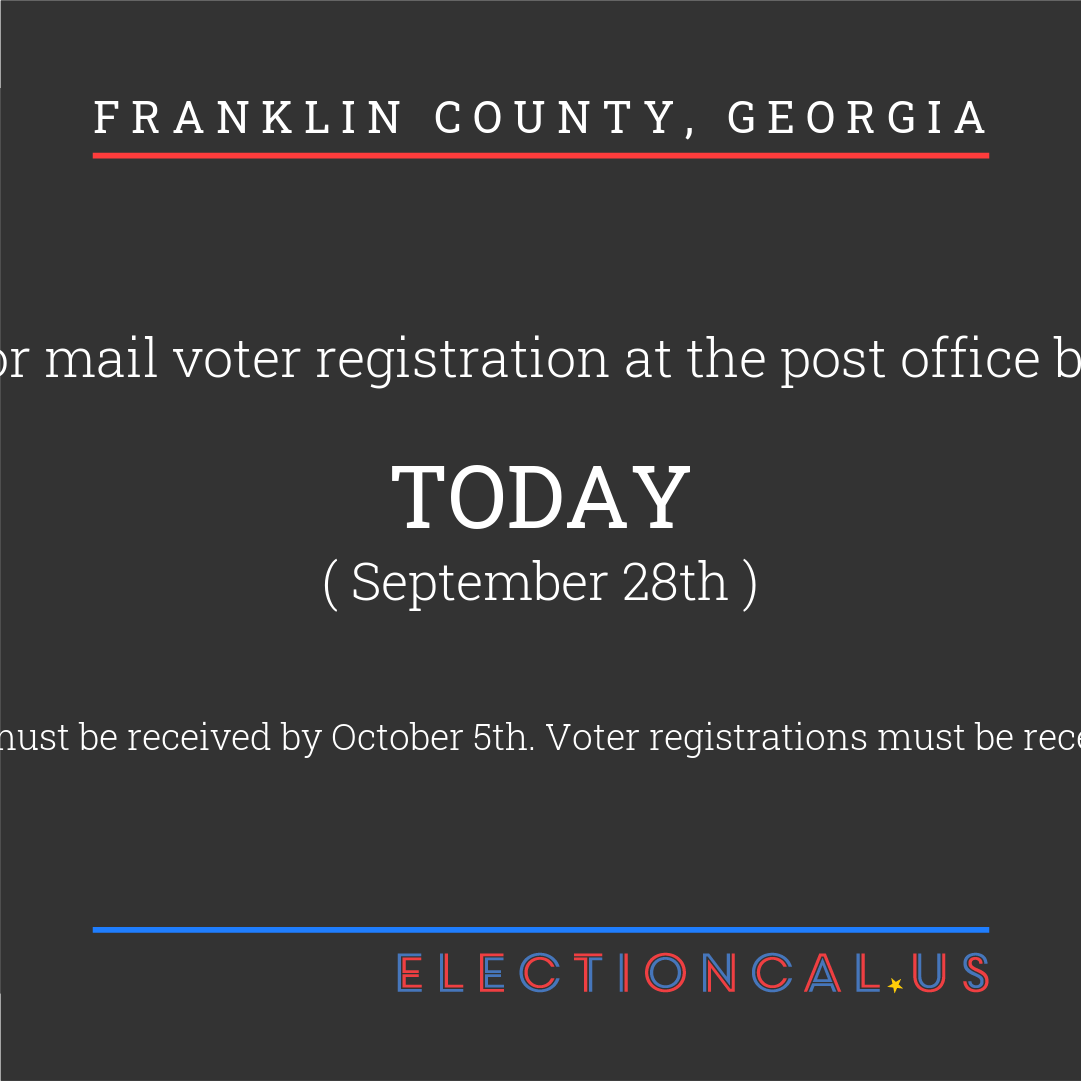 FRANKLIN COUNTY, GEORGIA
or mail voter registration at the post office b
TODAY
( September 28th )
must be received by October 5th. Voter registrations must be rece
ELECTIONCAL.US